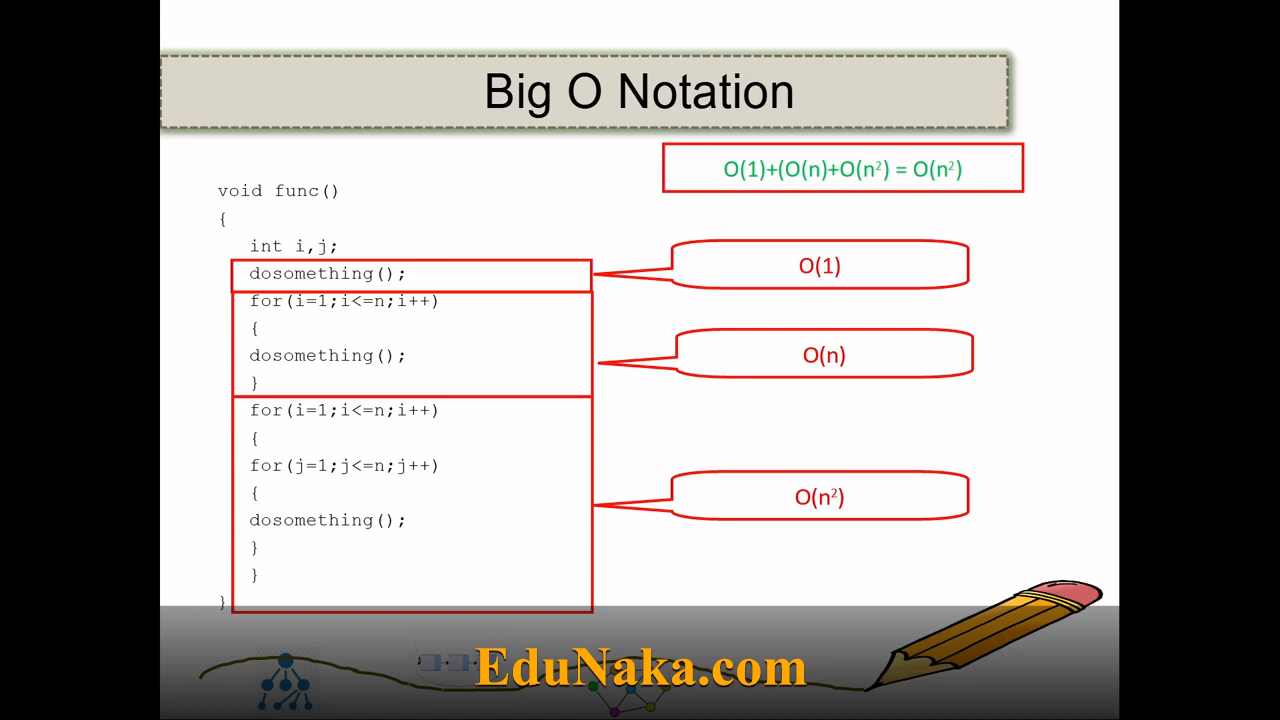 Big O Notation
O(1)+(O(n)+O(n²) = O(n²)
void func()
{
int i,j;
dosomething();
O(1)
for(i=1;i<=n;i++)
{
dosomething();
O(n)
}
for(i=1;i<=n;i++)
{
for(j=1;j<=n;j++)
{
O(n²)
dosomething();
}
}
}
EduNaka.com